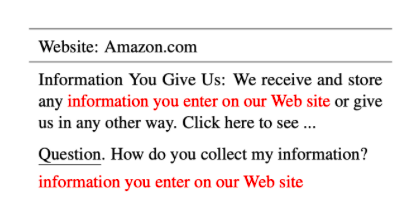 Website: Amazon.com
Information You Give Us: We receive and store
any information you enter on our Web site or give
us in any other way. Click here to see ...
Question. How do you collect my information?
information you enter on our Web site